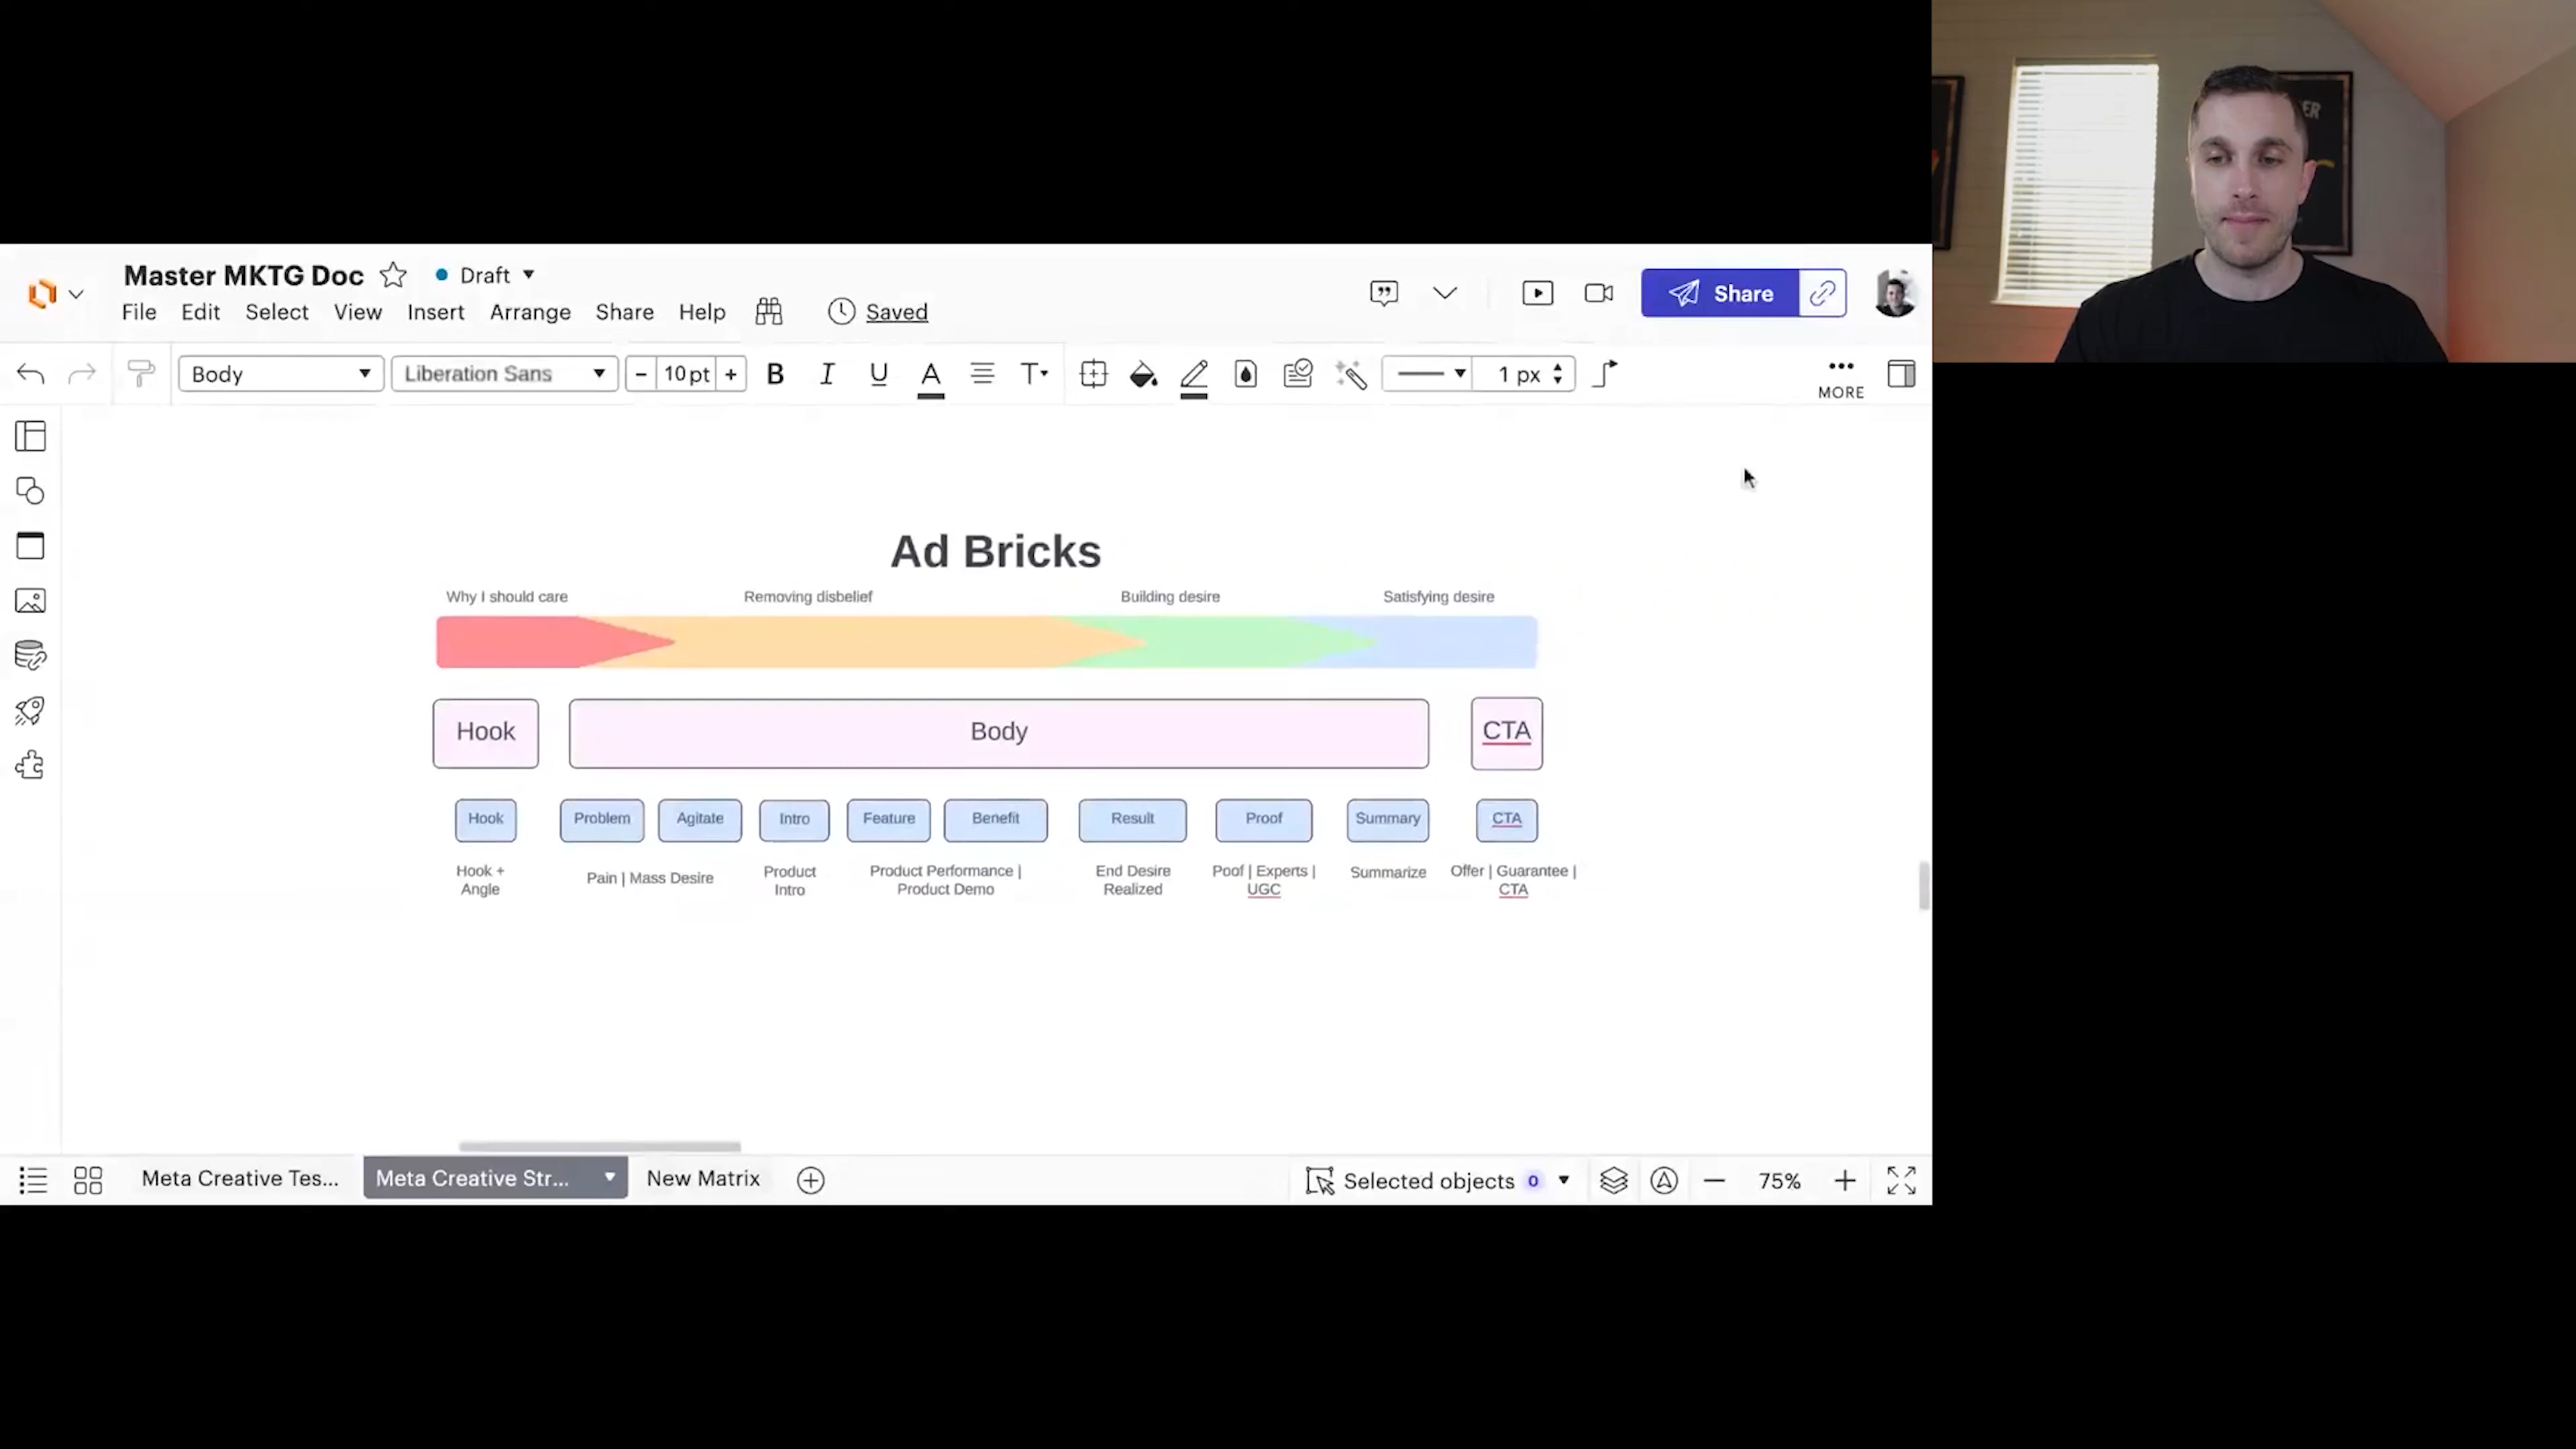 ER
Master MKTG Doc
Draft
File Edit Select View Insert Arrange Share Help Saved
Share
Body
Liberation Sans
- 10 pt +
B I U A T
1 px
MORE
Ad Bricks
Why I should care Removing disbelief Building desire Satisfying desire
Hook Body CTA
Hook Problem Agitate Intro Feature Benefit Result Proof Summary CTA
Hook +
Angle
Pain | Mass Desire
Product
Intro
Product Performance |
Product Demo
End Desire
Realized
Poof | Experts |
UGC
Summarize
Offer | Guarantee |
CTA
Meta Creative Tes... Meta Creative Str... New Matrix
Selected objects 0
75%